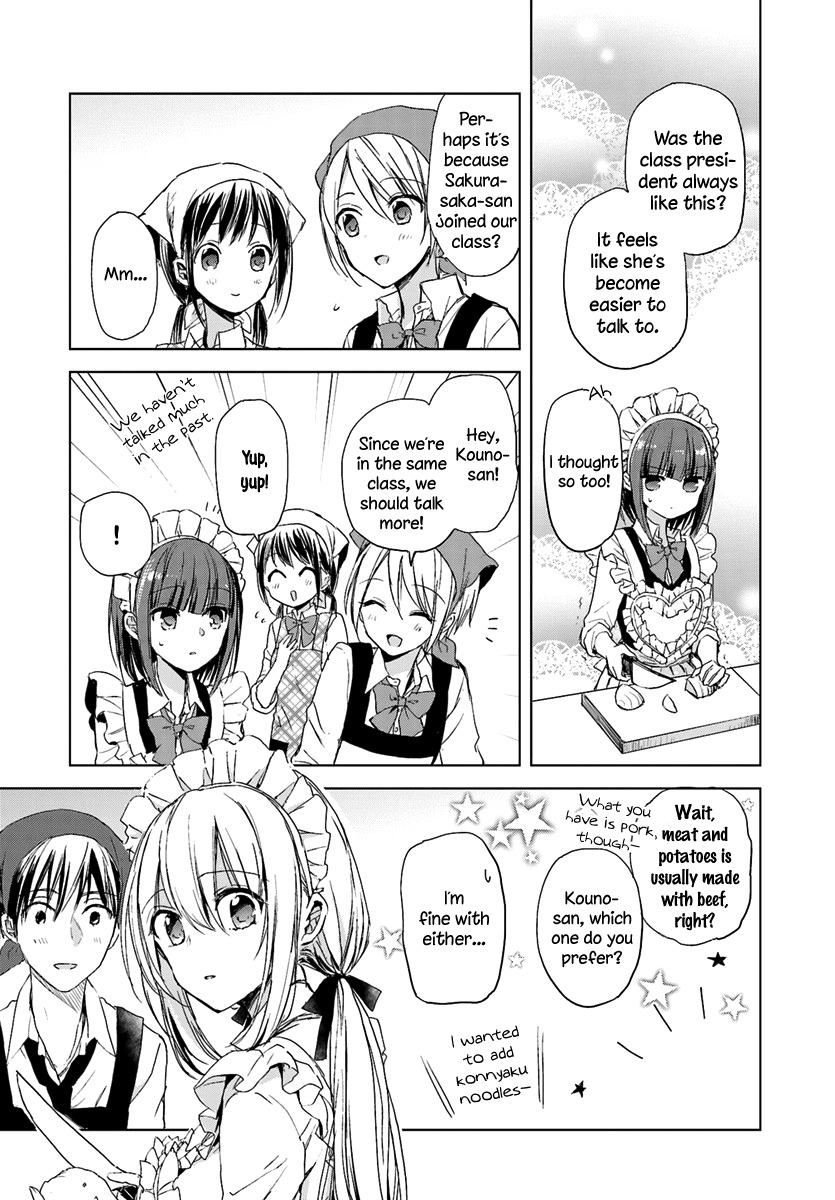 Was the
class presi-
dent always
like this?
It feels
like she's
become
easier to
talk to.
Ah
I thought
so too!
Per-
haps it's
because
Sakura-
saka-san
joined our
class?
Mm...
Hey,
Kouno-
san!
Since we're
in the same
class, we
should talk
more!
Yup,
yup!
We haven't
talked much
in the past.
!
Wait,
meat and
potatoes is
usually made
with beef,
right?
What you
have is pork,
though—
Kouno-
san, which
one do you
prefer?
I'm
fine with
either...
I wanted
to add
konnyaku
noodles—